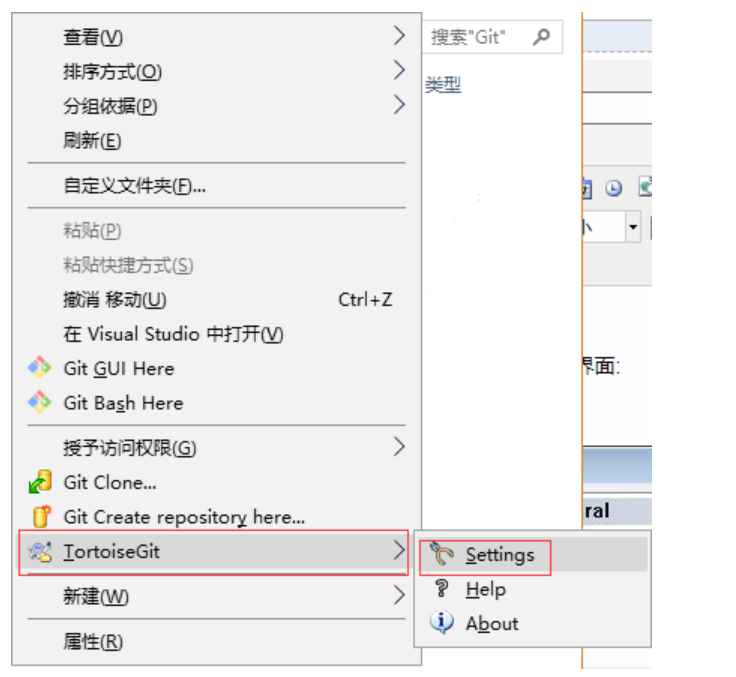 查看(V)
排序方式(O)
分组依据(P)
刷新(E)
自定义文件夹(F)...
粘贴(P)
粘贴快捷方式(S)
撤消 移动(U) Ctrl+Z
在 Visual Studio 中打开(V)
Git GUI Here
Git Bash Here
授予访问权限(G)
Git Clone...
Git Create repository here...
TortoiseGit
新建(W)
属性(R)
搜索"Git"
类型
界面:
ral
Settings
Help
About